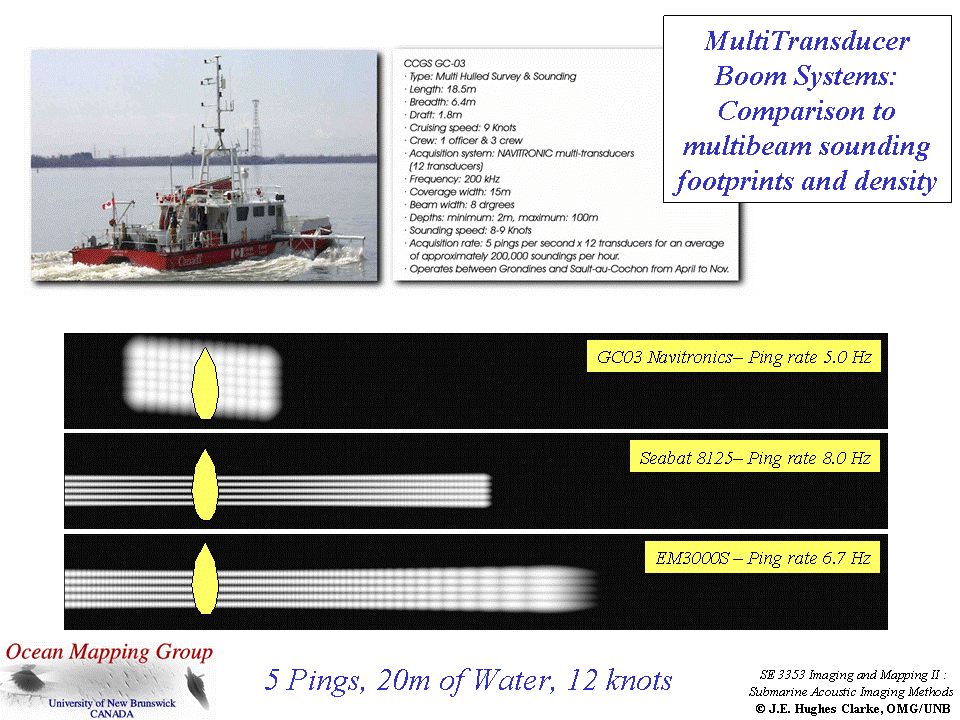 MultiTransducer
Boom Systems:
Comparison to
multibeam sounding
footprints and density
CCGS GC-03
· Type: Multi Hulled Survey & Sounding
· Length: 18.5m
· Breadth: 6.4m
· Draft: 1.8m
· Cruising speed: 9 Knots
· Crew: 1 officer & 3 crew
· Acquisition system: NAVITRONIC multi-transducers
(12 transducers)
· Frequency: 200 kHz
· Coverage width: 15m
· Beam width: 8 drgrees
· Depths: minimum: 2m, maximum: 100m
· Sounding speed: 8-9 Knots
· Acquisition rate: 5 pings per second x 12 transducers for an average
of approximately 200,000 soundings per hour.
· Operates between Grondines and Sault-au-Cochon from April to Nov.
Canada
GC03 Navitronics– Ping rate 5.0 Hz
Seabat 8125– Ping rate 8.0 Hz
EM3000S – Ping rate 6.7 Hz
Ocean Mapping Group
University of New Brunswick
CANADA
5 Pings, 20m of Water, 12 knots
SE 3353 Imaging and Mapping II :
Submarine Acoustic Imaging Methods
© J.E. Hughes Clarke, OMG/UNB